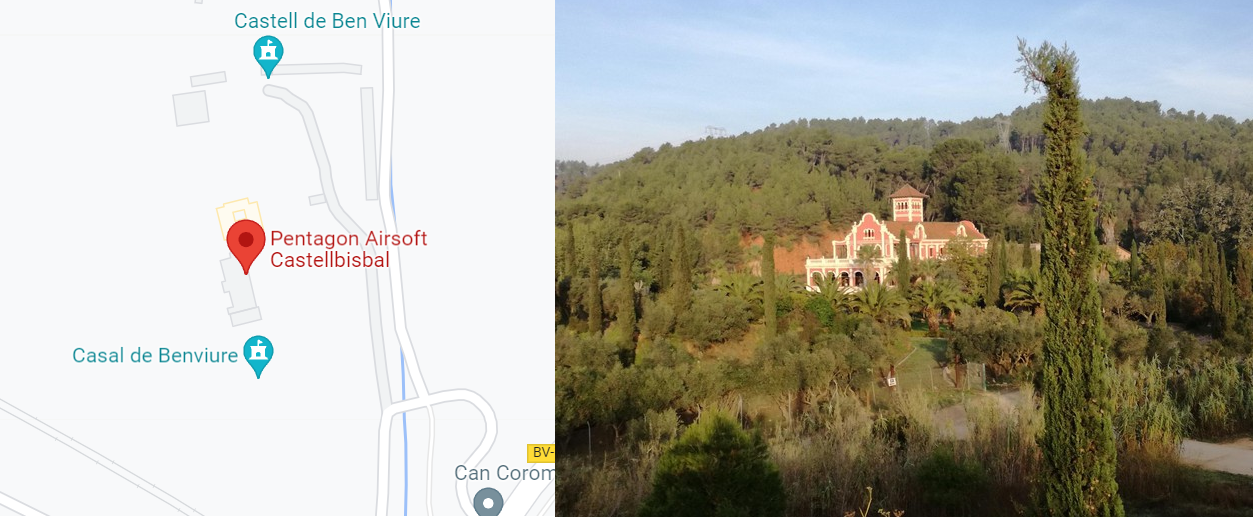 Castell de Ben Viure
Pentagon Airsoft
Castellbisbal
Casal de Benviure
BV-
Can Corom